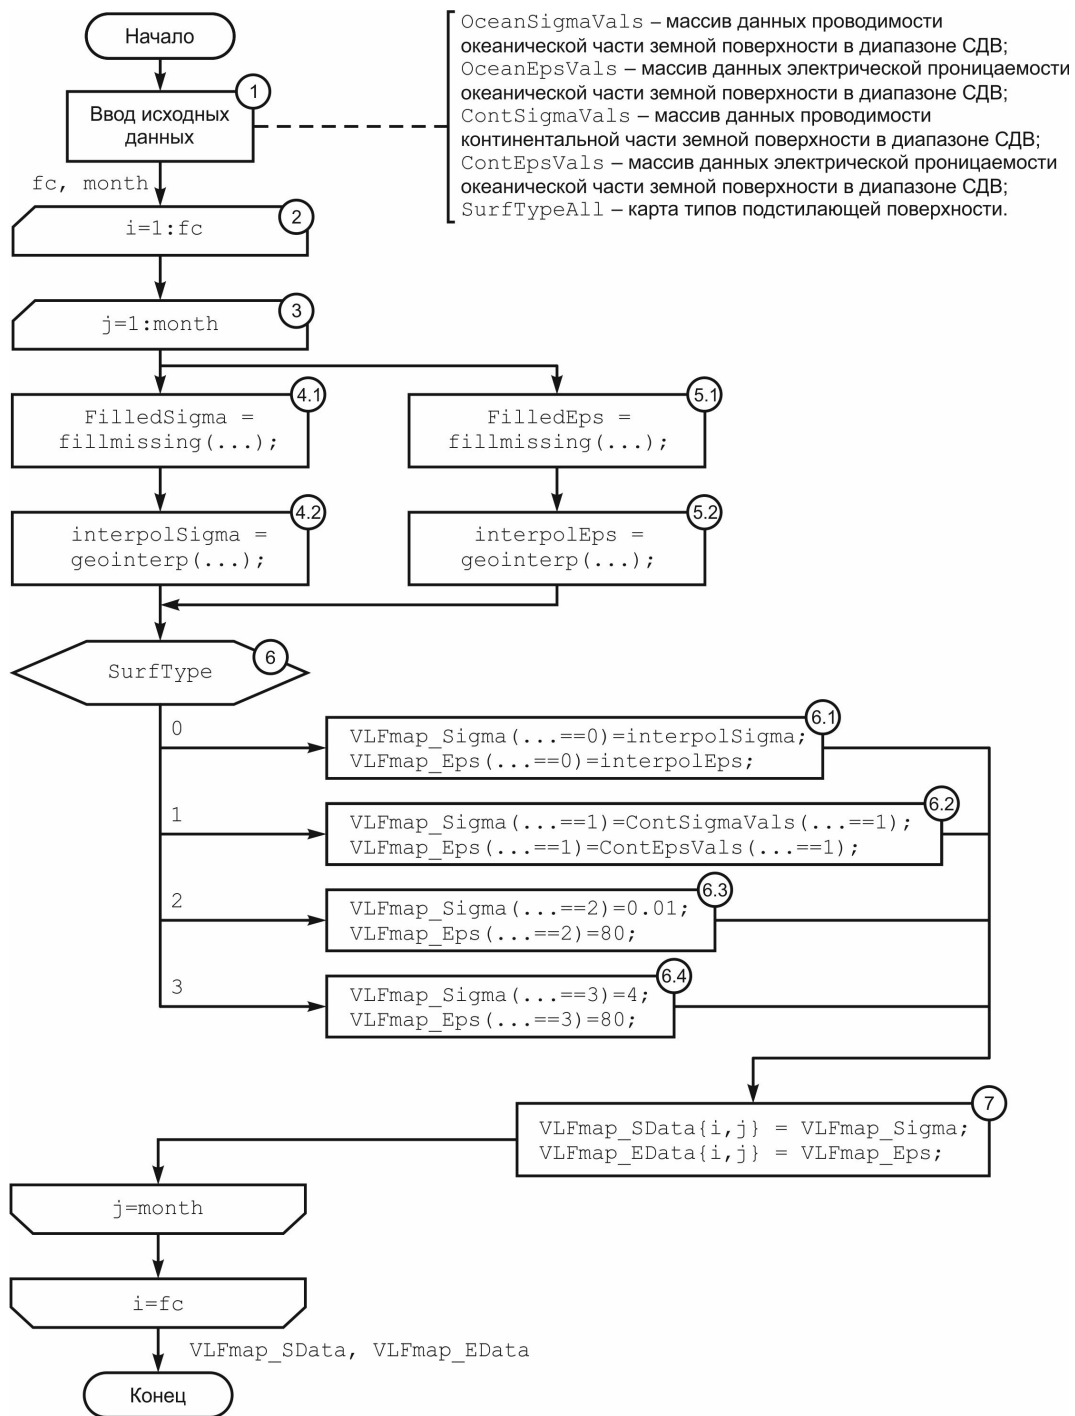 Начало
OceanSigmaVals – массив данных проводимости
океанической части земной поверхности в диапазоне СДВ;
OceanEpsVals – массив данных электрической проницаемости
океанической части земной поверхности в диапазоне СДВ;
ContSigmaVals – массив данных проводимости
континентальной части земной поверхности в диапазоне СДВ;
ContEpsVals – массив данных электрической проницаемости
океанической части земной поверхности в диапазоне СДВ;
SurfTypeAll – карта типов подстилающей поверхности.
1
Ввод исходных
данных
fc, month
2
i=1:fc
3
j=1:month
4.1
FilledSigma =
fillmissing(...);
5.1
FilledEps =
fillmissing(...);
4.2
interpolSigma =
geointerp(...);
5.2
interpolEps =
geointerp(...);
6
SurfType
0
6.1
VLFmap_Sigma(...==0)=interpolSigma;
VLFmap_Eps(...==0)=interpolEps;
1
6.2
VLFmap_Sigma(...==1)=ContSigmaVals(...==1);
VLFmap_Eps(...==1)=ContEpsVals(...==1);
2
6.3
VLFmap_Sigma(...==2)=0.01;
VLFmap_Eps(...==2)=80;
3
6.4
VLFmap_Sigma(...==3)=4;
VLFmap_Eps(...==3)=80;
7
VLFmap_SData{i,j} = VLFmap_Sigma;
VLFmap_EData{i,j} = VLFmap_Eps;
j=month
i=fc
VLFmap_SData, VLFmap_EData
Конец